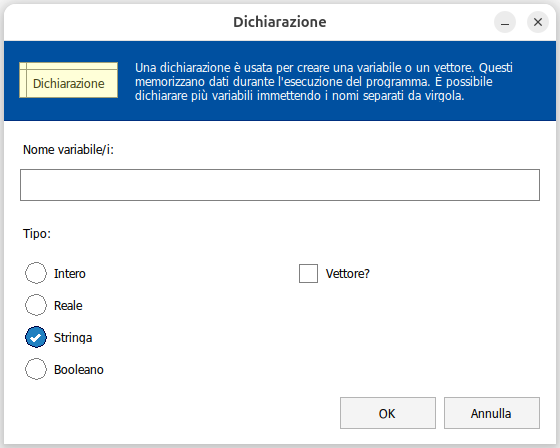 Dichiarazione
Dichiarazione
Una dichiarazione è usata per creare una variabile o un vettore. Questi
memorizzano dati durante l'esecuzione del programma. È possibile
dichiarare più variabili immettendo i nomi separati da virgola.
Nome variabile/i:
Tipo:
Intero
Vettore?
Reale
Stringa
Booleano
OK
Annulla